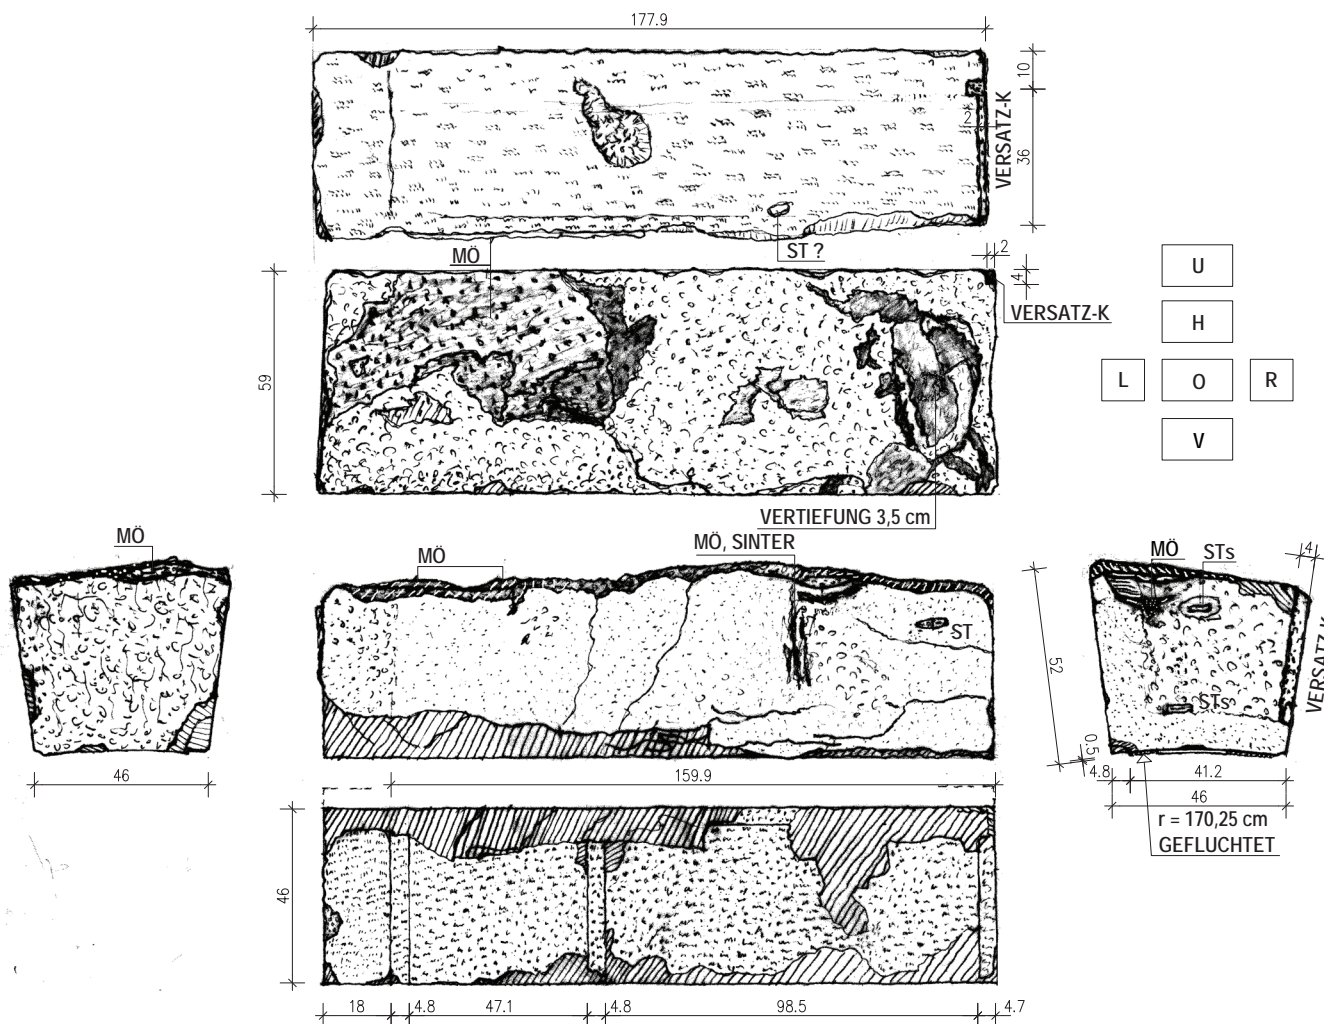 177.9
10
2
36
VERSATZ-K
MÖ
ST ?
2
4
VERSATZ-K
59
VERTIEFUNG 3,5 cm
U
H
L
O
R
V
MÖ
46
MÖ
MÖ, SINTER
ST
159.9
52
0.5
MÖ
STs
STs
4
VERSATZ-K
4.8
41.2
46
r = 170,25 cm
GEFLUCHTET
46
18
4.8
47.1
4.8
98.5
4.7